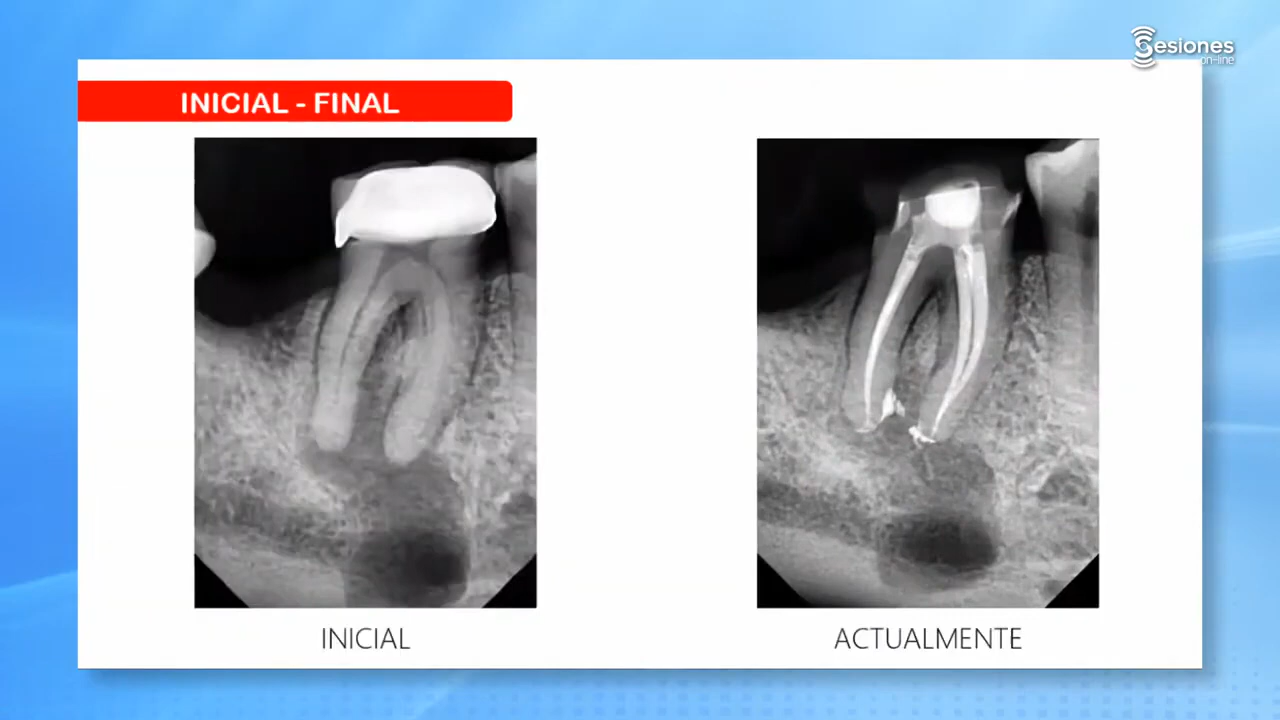 Sesiones
on-line
INICIAL - FINAL
INICIAL
ACTUALMENTE